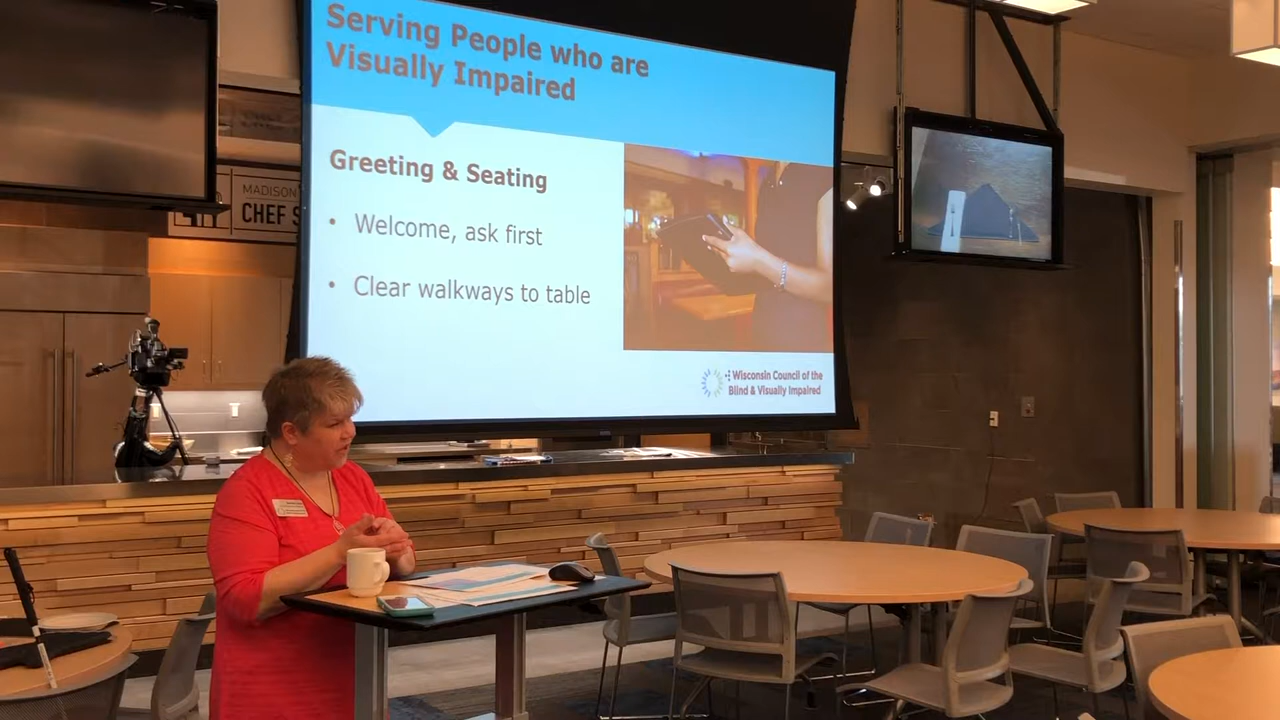 Serving People who are
Visually Impaired
Greeting & Seating
• Welcome, ask first
• Clear walkways to table
Wisconsin Council of the
Blind & Visually Impaired
MADISON
CHEF S